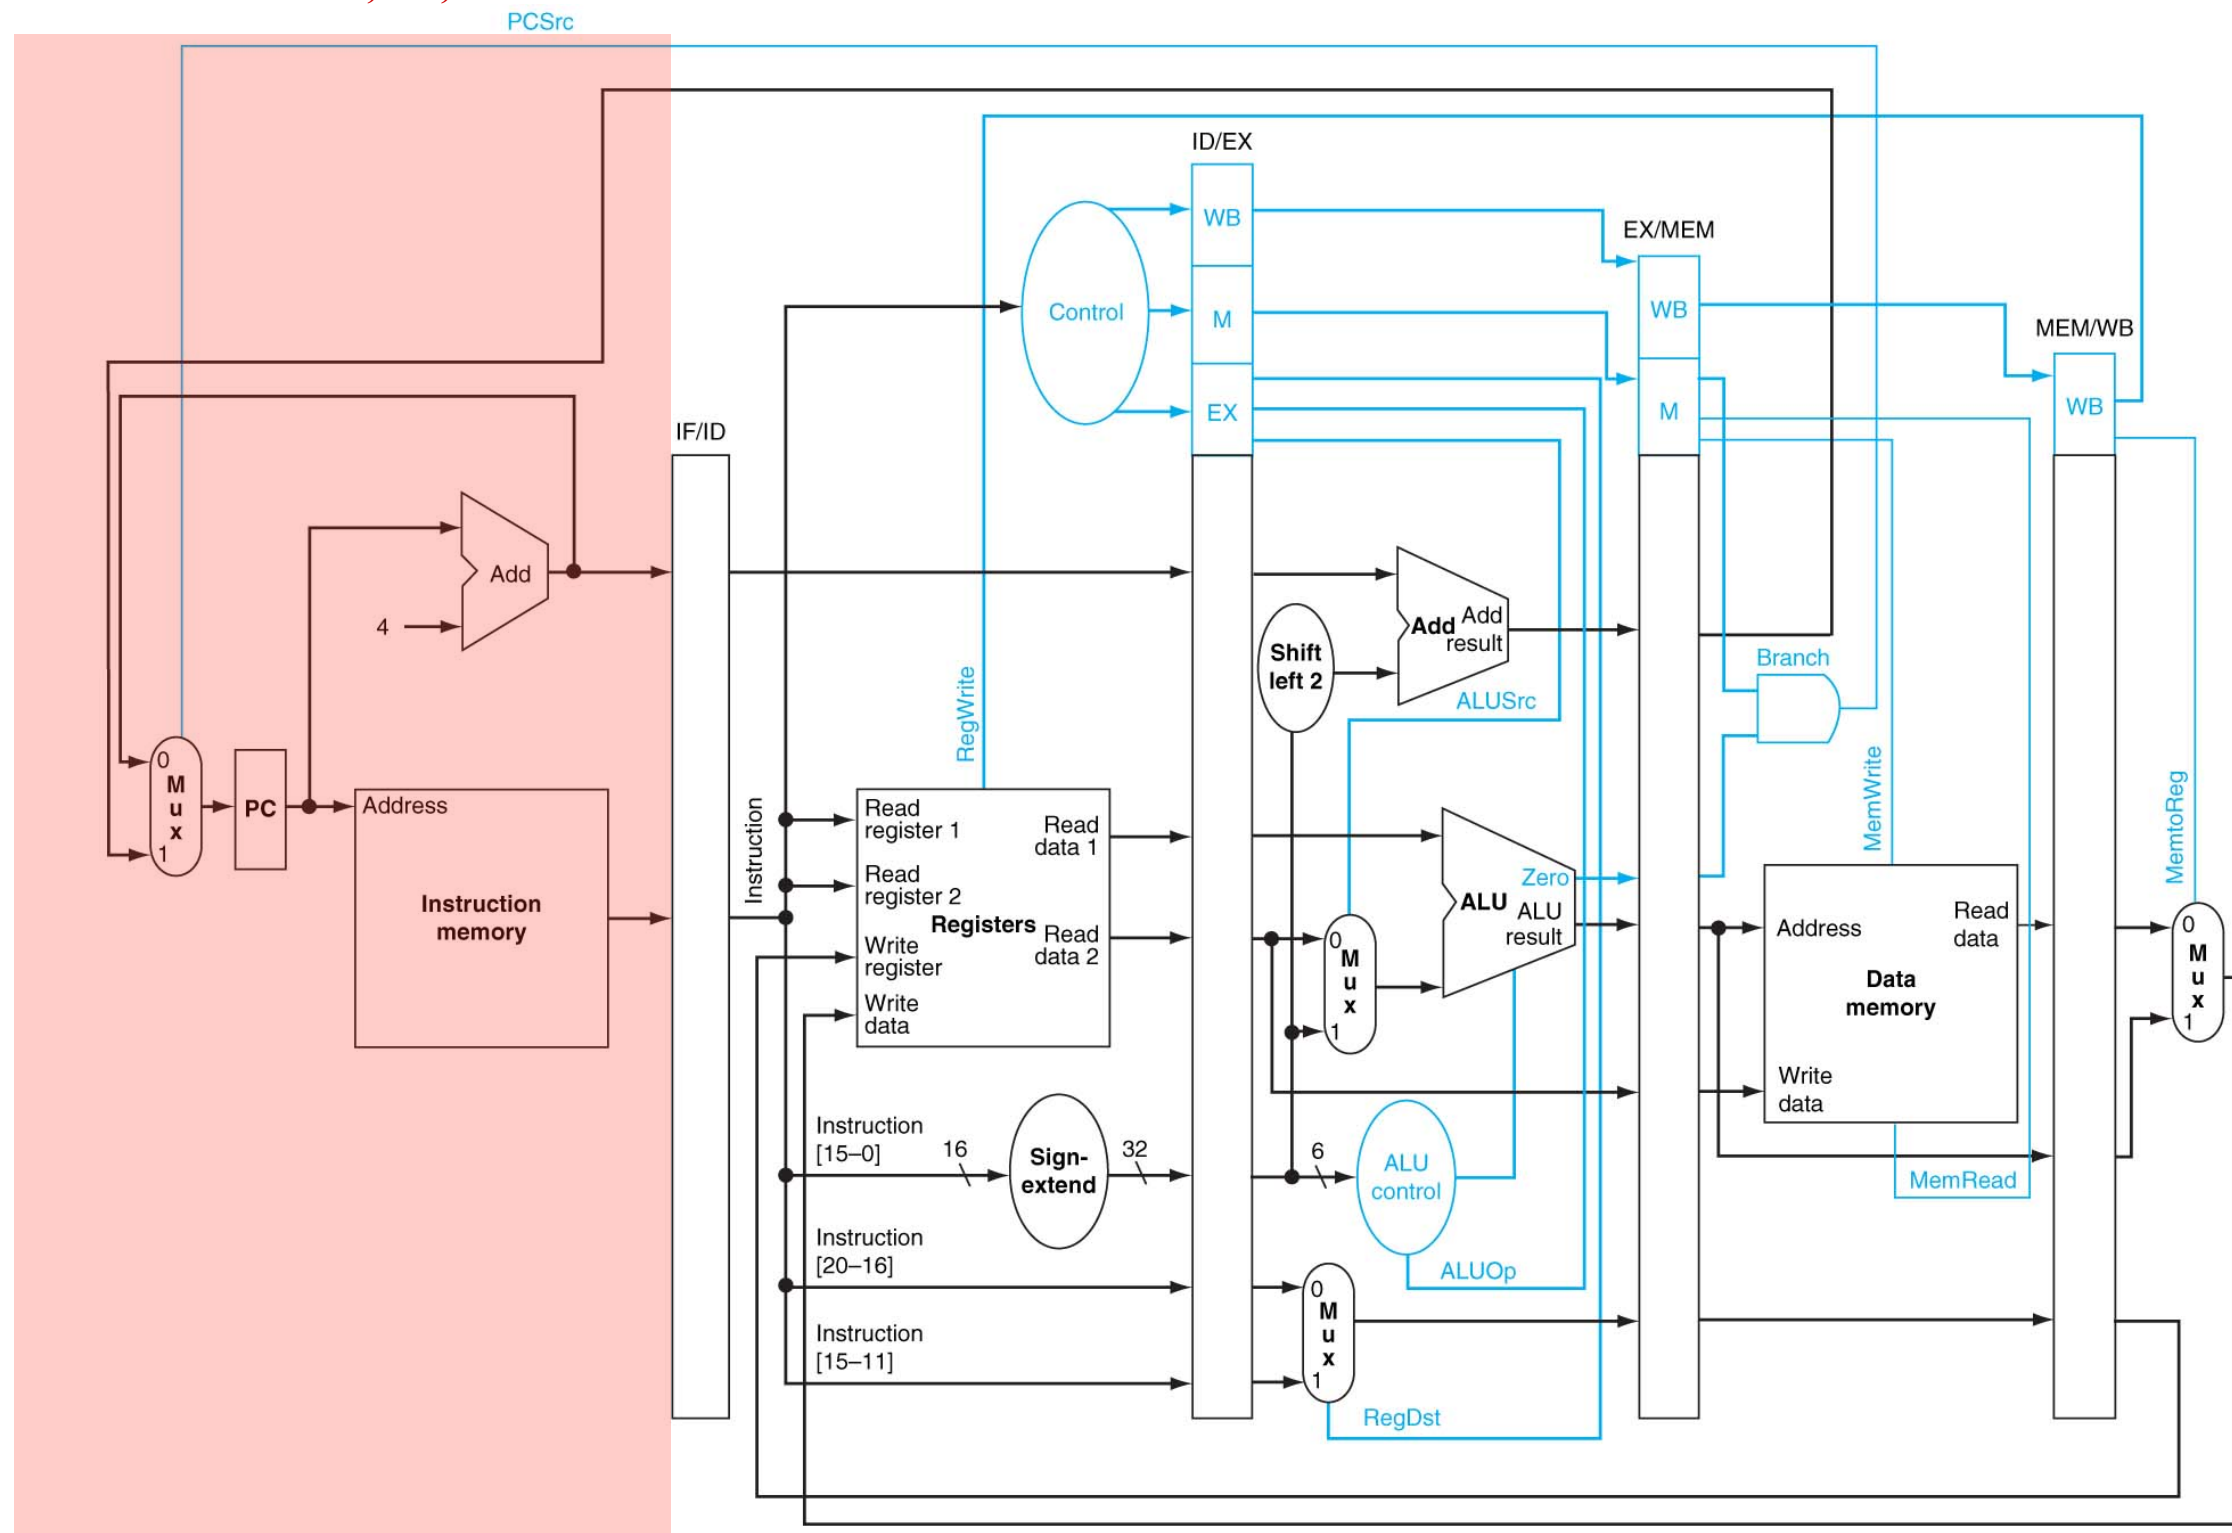 PCSrc
ID/EX
WB
EX/MEM
Control
M
WB
MEM/WB
EX
M
WB
IF/ID
Add
4
Add
Add
result
Shift
left 2
ALUSrc
Branch
RegWrite
MemWrite
MemtoReg
0
M
u
x
1
PC
Address
Instruction
memory
Instruction
Read
register 1
Read
register 2
Write
register
Write
data
Registers
Read
data 1
Read
data 2
0
M
u
x
1
Zero
ALU
ALU
result
Address
Read
data
Data
memory
Write
data
0
M
u
x
1
Instruction
[15–0]
16
Sign-
extend
32
6
ALU
control
MemRead
Instruction
[20–16]
ALUOp
0
M
u
x
1
Instruction
[15–11]
RegDst